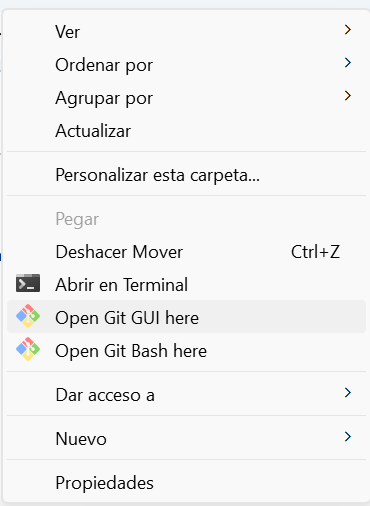 Ver
Ordenar por
Agrupar por
Actualizar
Personalizar esta carpeta...
Pegar
Deshacer Mover Ctrl+Z
Abrir en Terminal
Open Git GUI here
Open Git Bash here
Dar acceso a
Nuevo
Propiedades